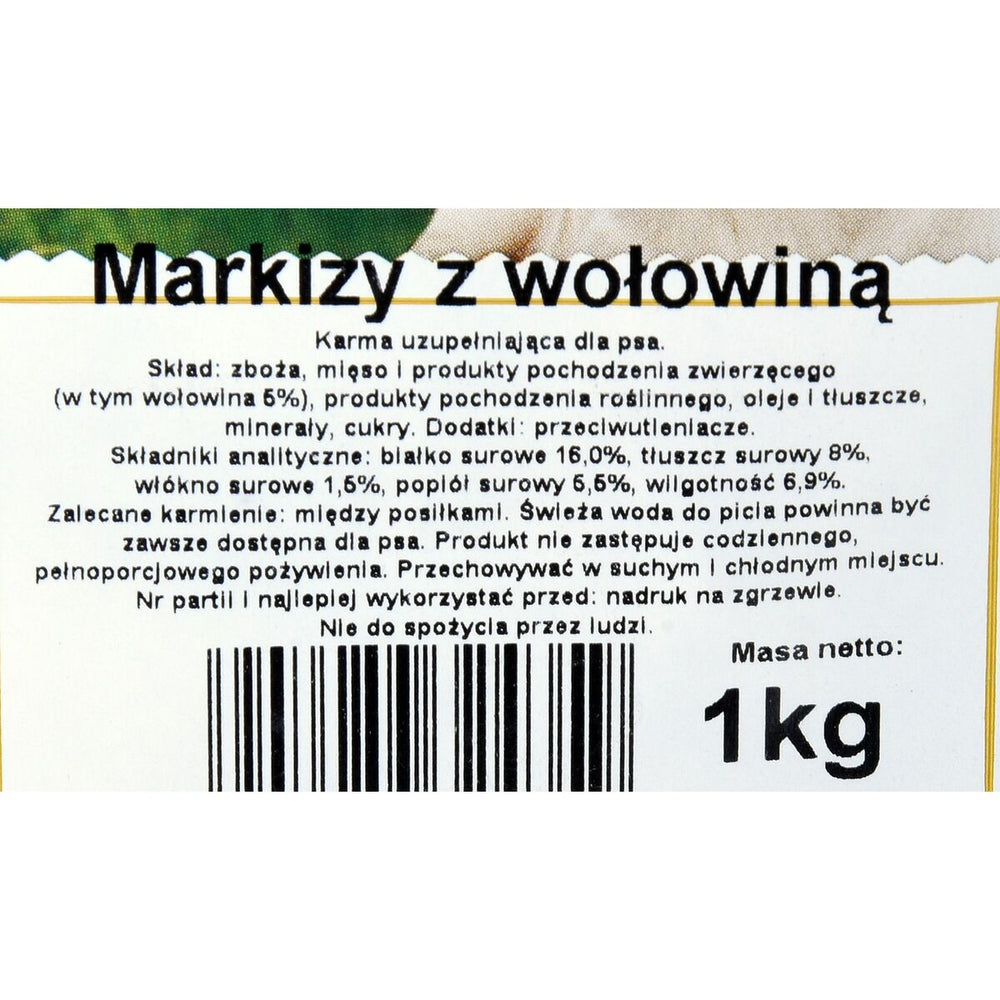 Markizy z wołowiną
Karma uzupełniająca dla psa.
Skład: zboża, mięso i produkty pochodzenia zwierzęcego
(w tym wołowina 5%), produkty pochodzenia roślinnego, oleje i tłuszcze,
minerały, cukry. Dodatki: przeciwutleniacze.
Składniki analityczne: białko surowe 16,0%, tłuszcz surowy 8%,
włókno surowe 1,5%, popiół surowy 5,5%, wilgotność 6,9%.
Zalecane karmienie: między posiłkami. Świeża woda do picia powinna być
zawsze dostępna dla psa. Produkt nie zastępuje codziennego,
pełnoporcjowego pożywienia. Przechowywać w suchym i chłodnym miejscu.
Nr partii i najlepiej wykorzystać przed: nadruk na zgrzewie.
Nie do spożycia przez ludzi.
Masa netto:
1kg